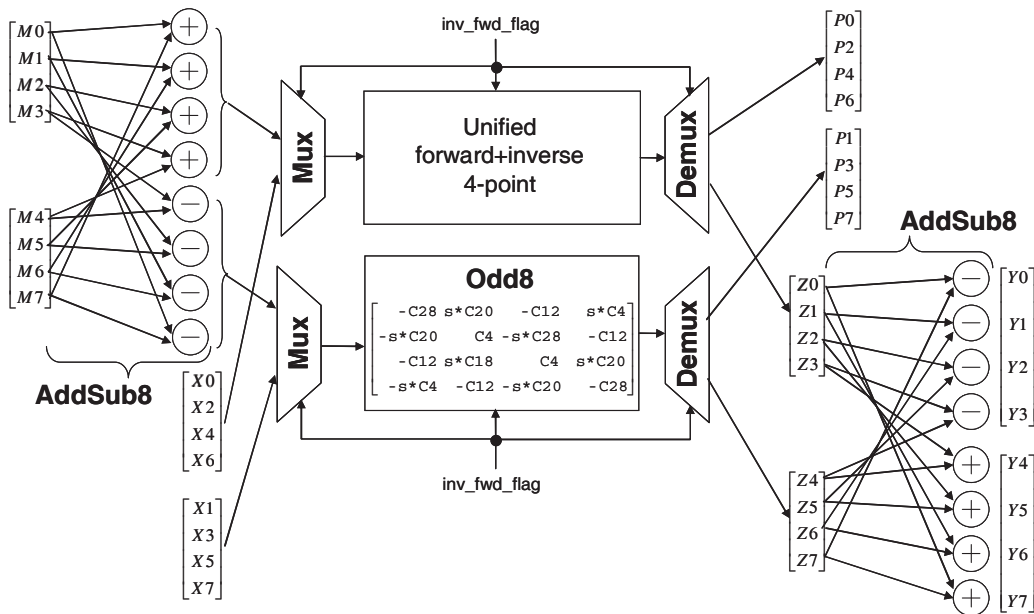 inv_fwd_flag
M0
M1
M2
M3
M4
M5
M6
M7
+
+
+
+
−
−
−
−
AddSub8
X0
X2
X4
X6
X1
X3
X5
X7
Mux
Unified
forward+inverse
4-point
Demux
Mux
Odd8
-C28 s*C20 -C12 s*C4
-s*C20 C4 -s*C28 -C12
-C12 s*C18 C4 s*C20
-s*C4 -C12 -s*C20 -C28
Demux
inv_fwd_flag
P0
P2
P4
P6
P1
P3
P5
P7
AddSub8
Z0
Z1
Z2
Z3
Z4
Z5
Z6
Z7
−
−
−
−
+
+
+
+
Y0
Y1
Y2
Y3
Y4
Y5
Y6
Y7